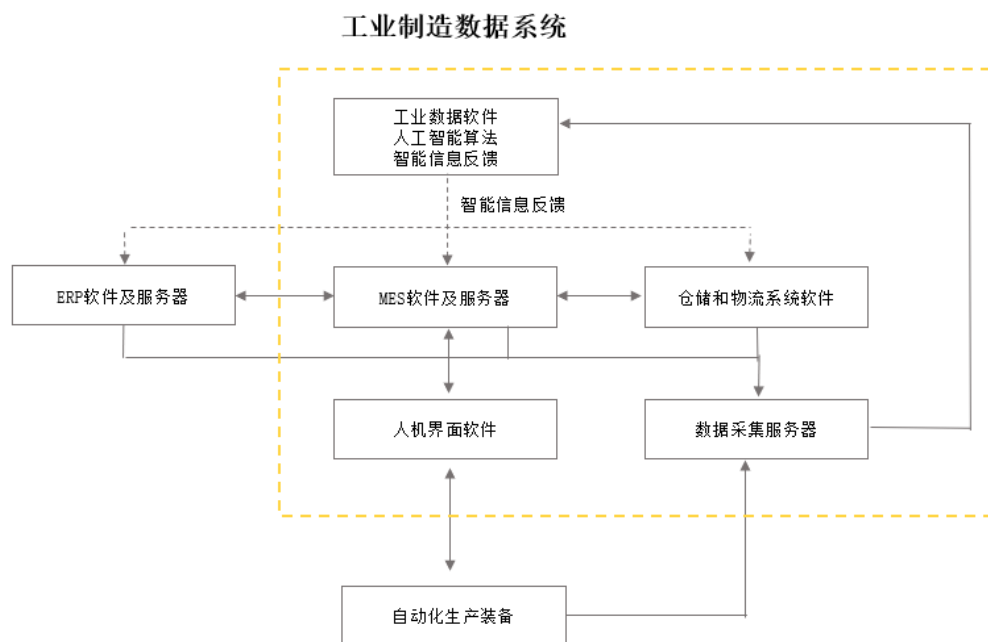 工业制造数据系统
工业数据软件
人工智能算法
智能信息反馈
智能信息反馈
ERP软件及服务器
MES软件及服务器
仓储和物流系统软件
人机界面软件
数据采集服务器
自动化生产装备